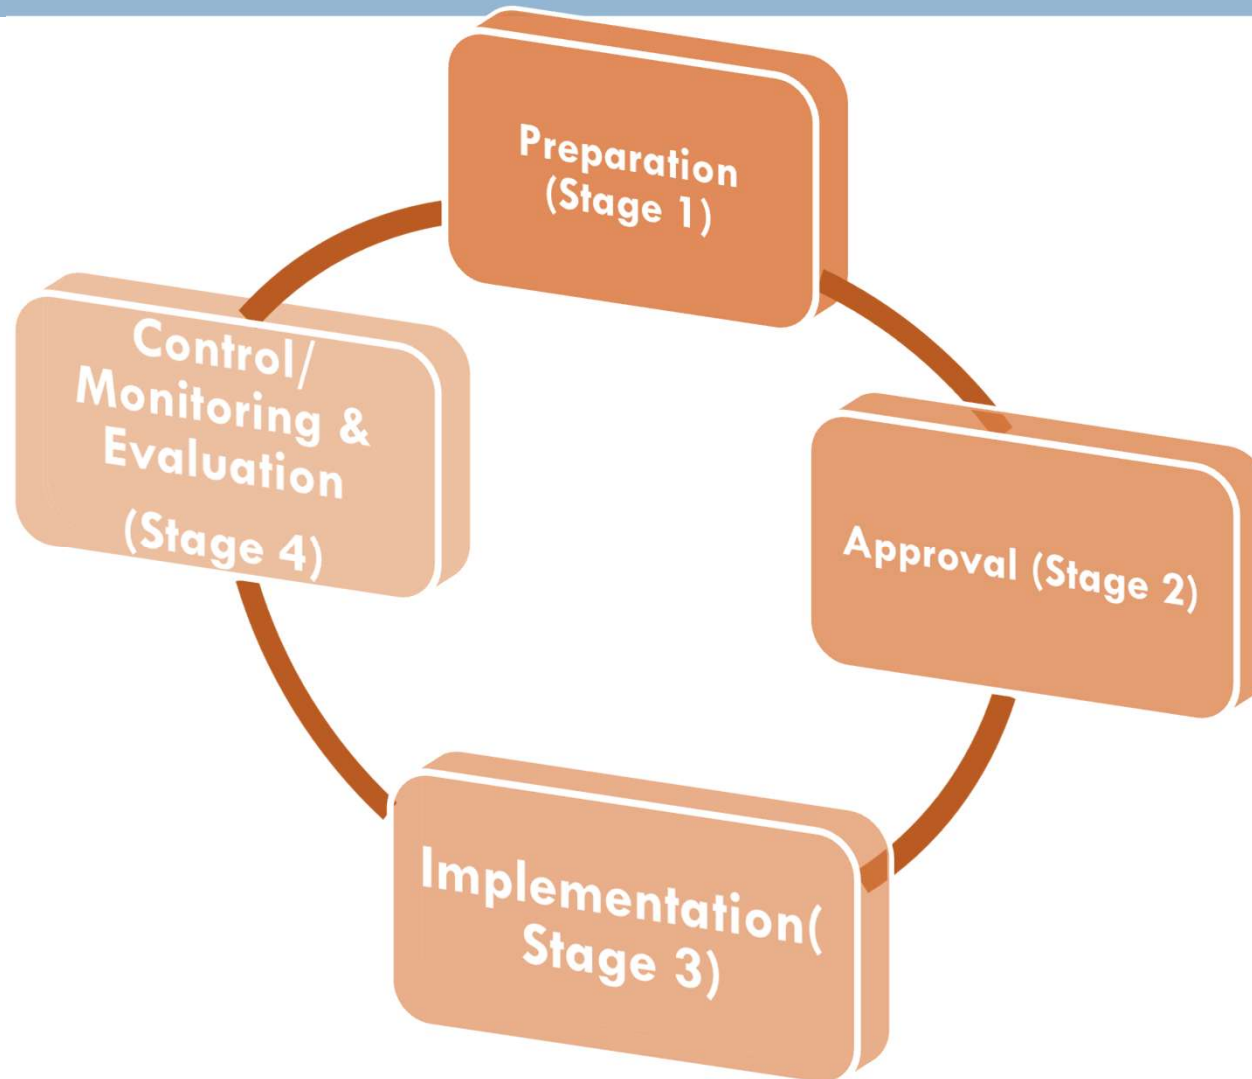 Preparation
(Stage 1)
Approval (Stage 2)
Implementation(
Stage 3)
Control/
Monitoring &
Evaluation
(Stage 4)